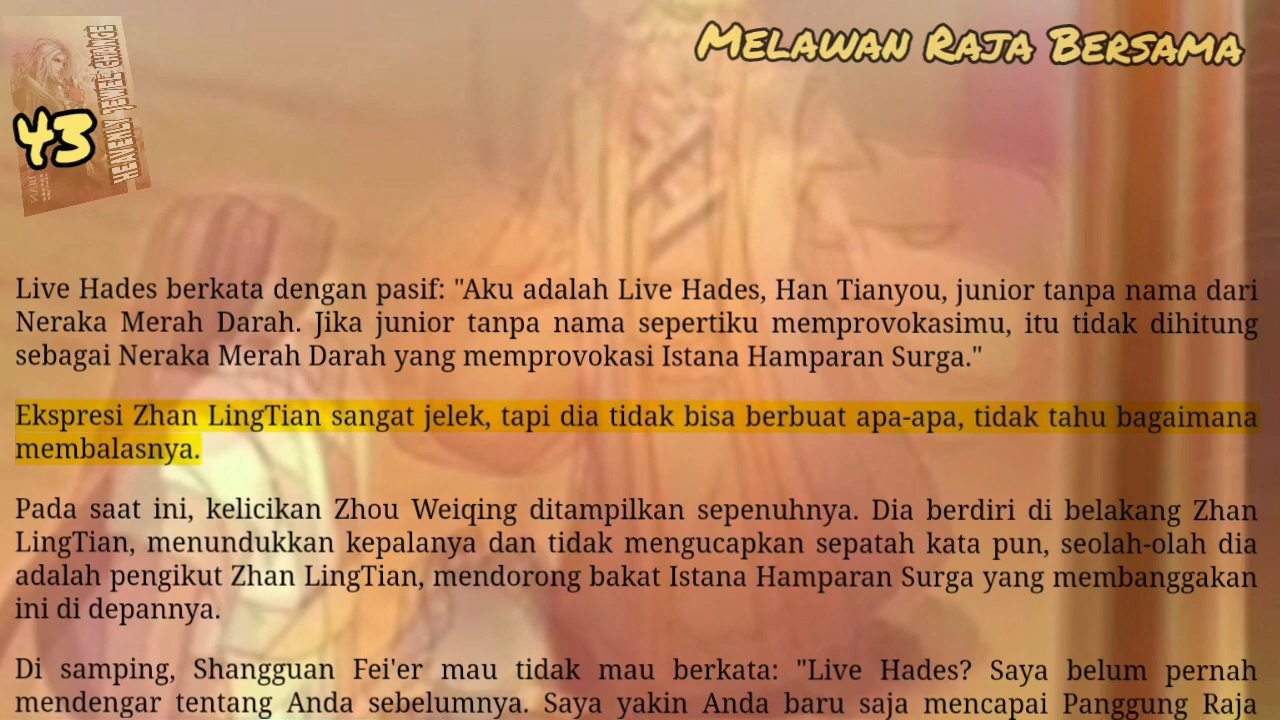 Melawan Raja Bersama
43
HEAVENLY JEWEL CHANGE
Live Hades berkata dengan pasif: "Aku adalah Live Hades, Han Tianyou, junior tanpa nama dari
Neraka Merah Darah. Jika junior tanpa nama sepertiku memprovokasimu, itu tidak dihitung
sebagai Neraka Merah Darah yang memprovokasi Istana Hamparan Surga."
Ekspresi Zhan LingTian sangat jelek, tapi dia tidak bisa berbuat apa-apa, tidak tahu bagaimana
membalasnya.
Pada saat ini, kelicikan Zhou Weiqing ditampilkan sepenuhnya. Dia berdiri di belakang Zhan
LingTian, menundukkan kepalanya dan tidak mengucapkan sepatah kata pun, seolah-olah dia
adalah pengikut Zhan LingTian, mendorong bakat Istana Hamparan Surga yang membanggakan
ini di depannya.
Di samping, Shangguan Fei'er mau tidak mau berkata: "Live Hades? Saya belum pernah
mendengar tentang Anda sebelumnya. Saya yakin Anda baru saja mencapai Panggung Raja